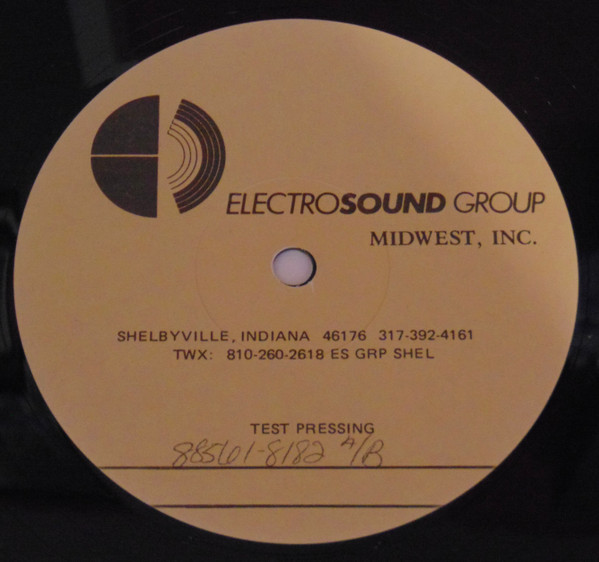 ELECTROSOUND GROUP
MIDWEST, INC.
SHELBYVILLE, INDIANA 46176 317-392-4161
TWX: 810-260-2618 ES GRP SHEL
TEST PRESSING
88561-8182 A/B